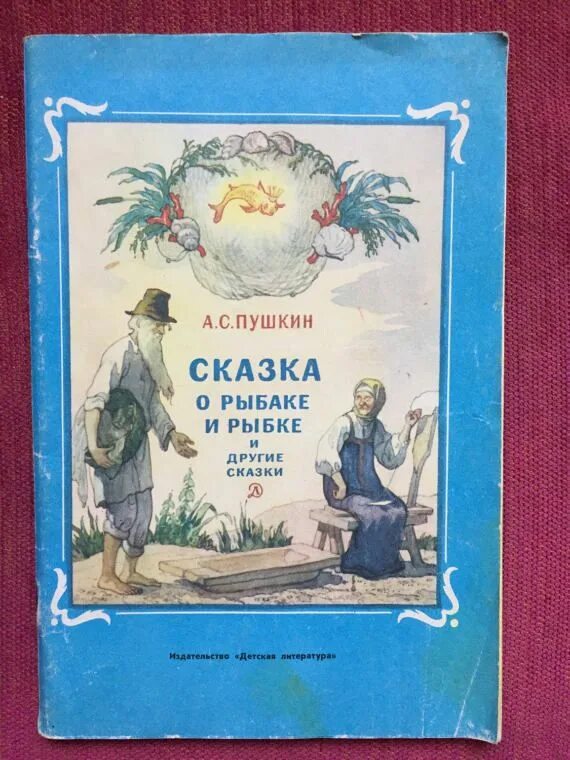 А.С.ПУШКИН
СКАЗКА
О РЫБАКЕ
И РЫБКЕ
И
ДРУГИЕ
СКАЗКИ
Издательство «Детская литература»